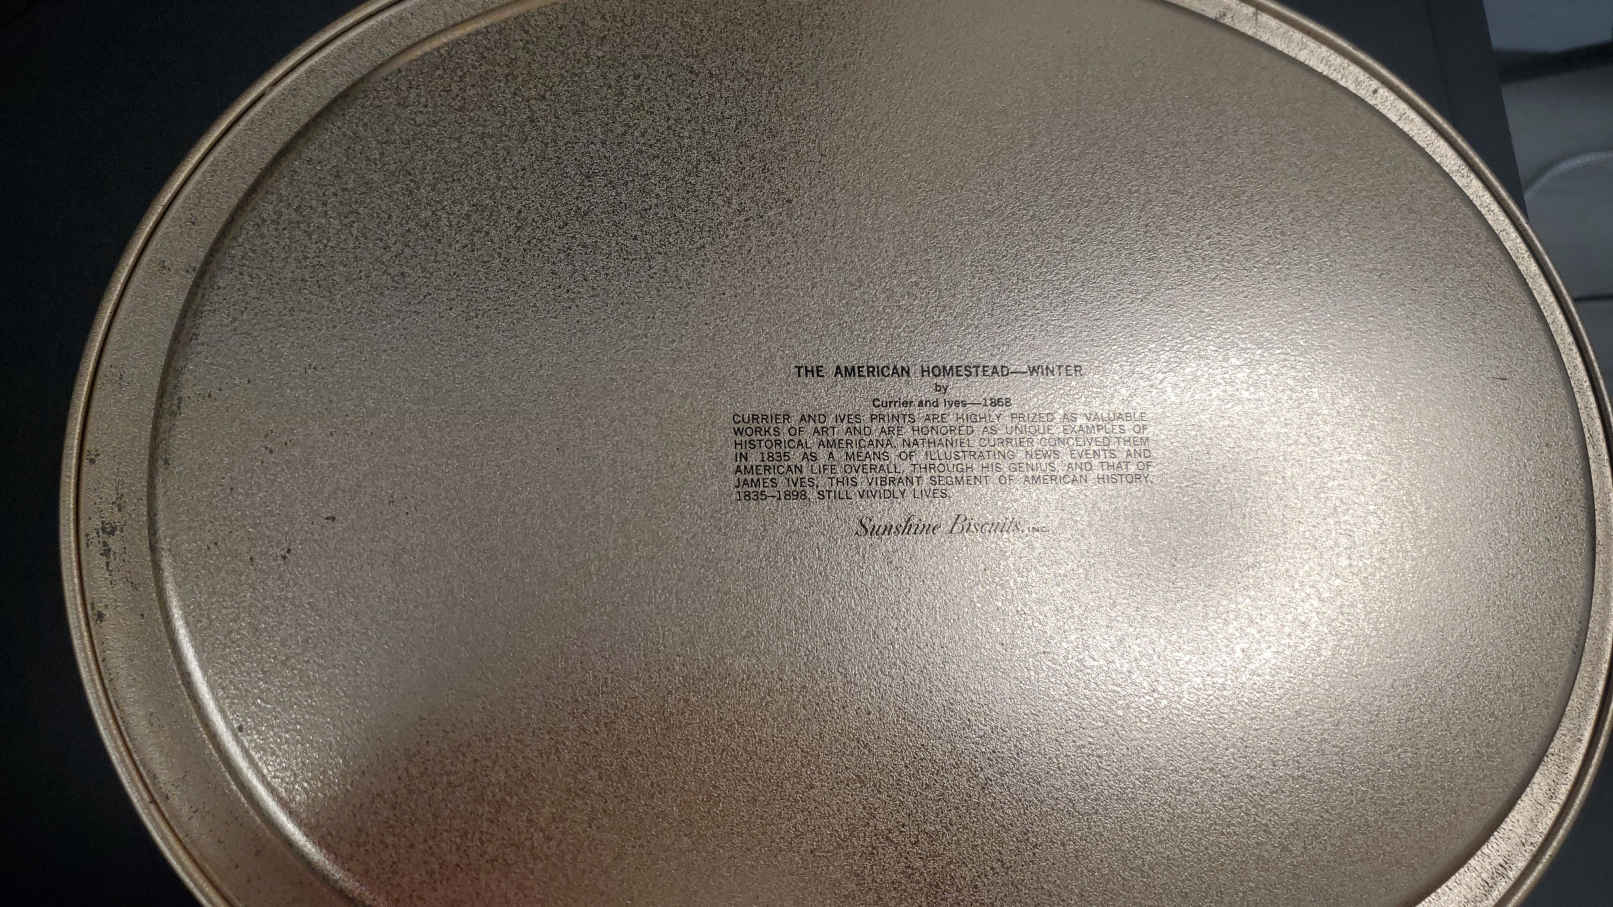 THE AMERICAN HOMESTEAD—WINTER
by
Currier and Ives—1868
CURRIER AND IVES PRINTS ARE HIGHLY PRIZED AS VALUABLE
WORKS OF ART AND ARE HONORED AS UNIQUE EXAMPLES OF
HISTORICAL AMERICANA. NATHANIEL CURRIER CONCEIVED THEM
IN 1835 AS A MEANS OF ILLUSTRATING NEWS EVENTS AND
AMERICAN LIFE OVERALL. THROUGH HIS GENIUS, AND THAT OF
JAMES IVES, THIS VIBRANT SEGMENT OF AMERICAN HISTORY,
1835–1898, STILL VIVIDLY LIVES.
Sunshine Biscuits, INC.